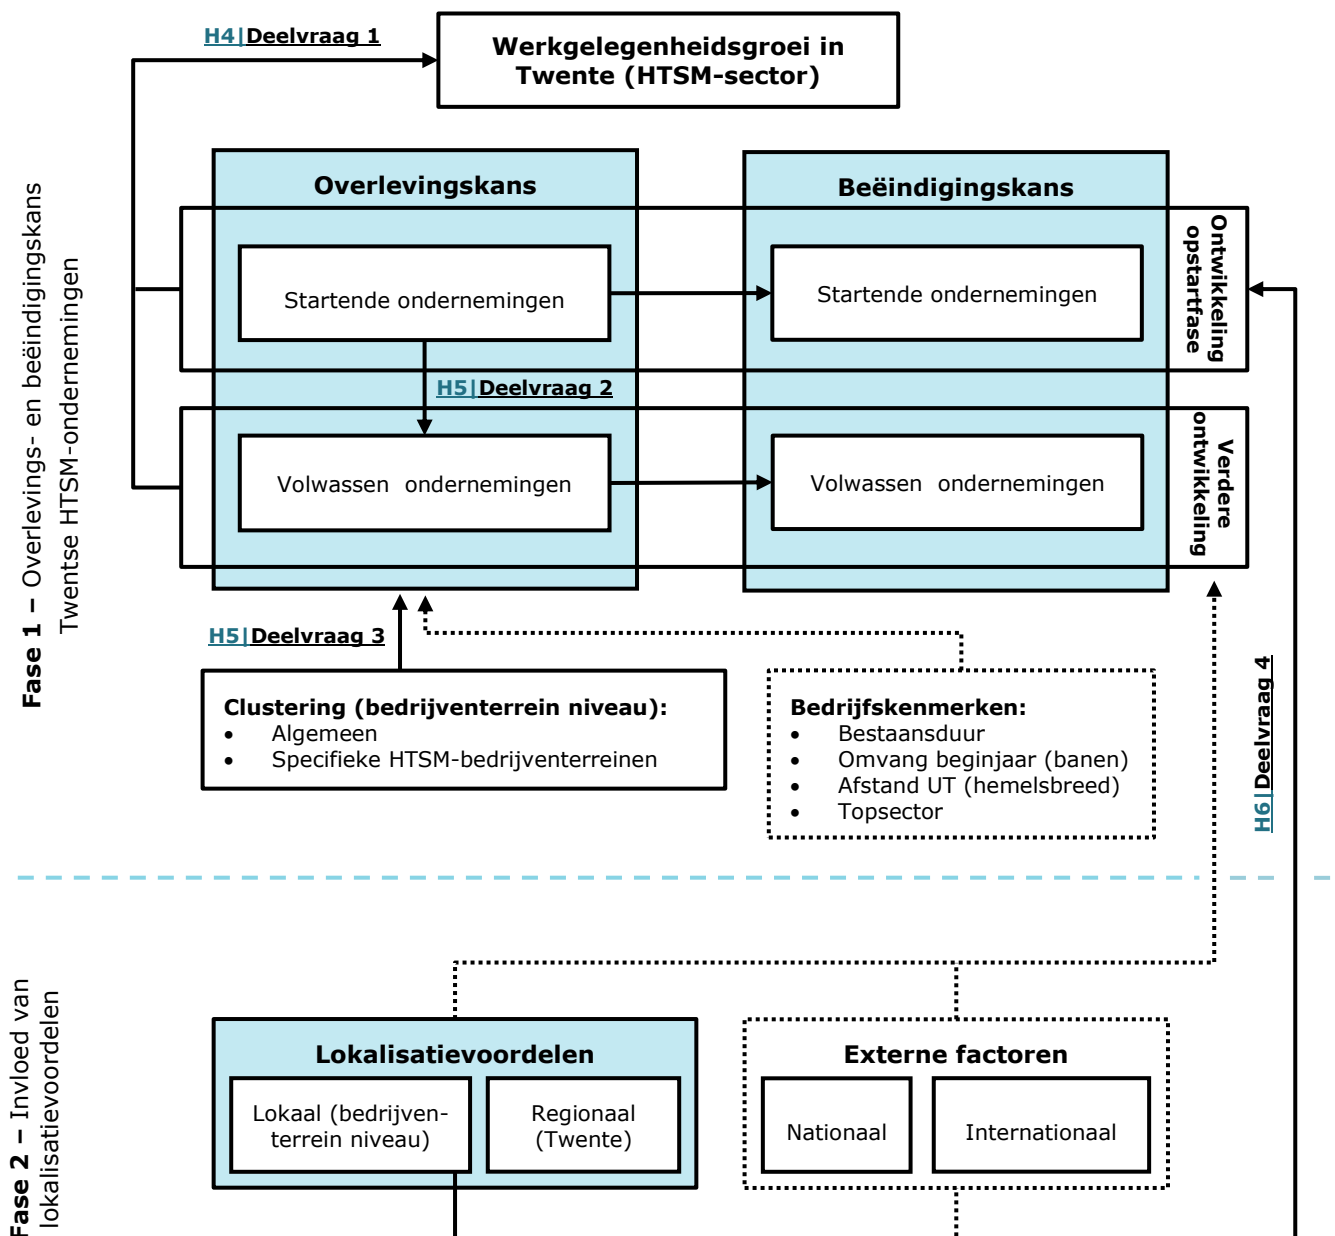 H4|Deelvraag 1
Werkgelegenheidsgroei in
Twente (HTSM-sector)
Fase 1 – Overlevings- en beëindigingskans
Twentse HTSM-ondernemingen
Overlevingskans
Beëindigingskans
Startende ondernemingen
Startende ondernemingen
Ontwikkeling
opstartfase
H5|Deelvraag 2
Volwassen ondernemingen
Volwassen ondernemingen
Verdere
ontwikkeling
H5|Deelvraag 3
Clustering (bedrijventerrein niveau):
• Algemeen
• Specifieke HTSM-bedrijventerreinen
Bedrijfskenmerken:
• Bestaansduur
• Omvang beginjaar (banen)
• Afstand UT (hemelsbreed)
• Topsector
H6|Deelvraag 4
Fase 2 – Invloed van
lokalisatievoordelen
Lokalisatievoordelen
Lokaal (bedrijven-
terrein niveau)
Regionaal
(Twente)
Externe factoren
Nationaal
Internationaal